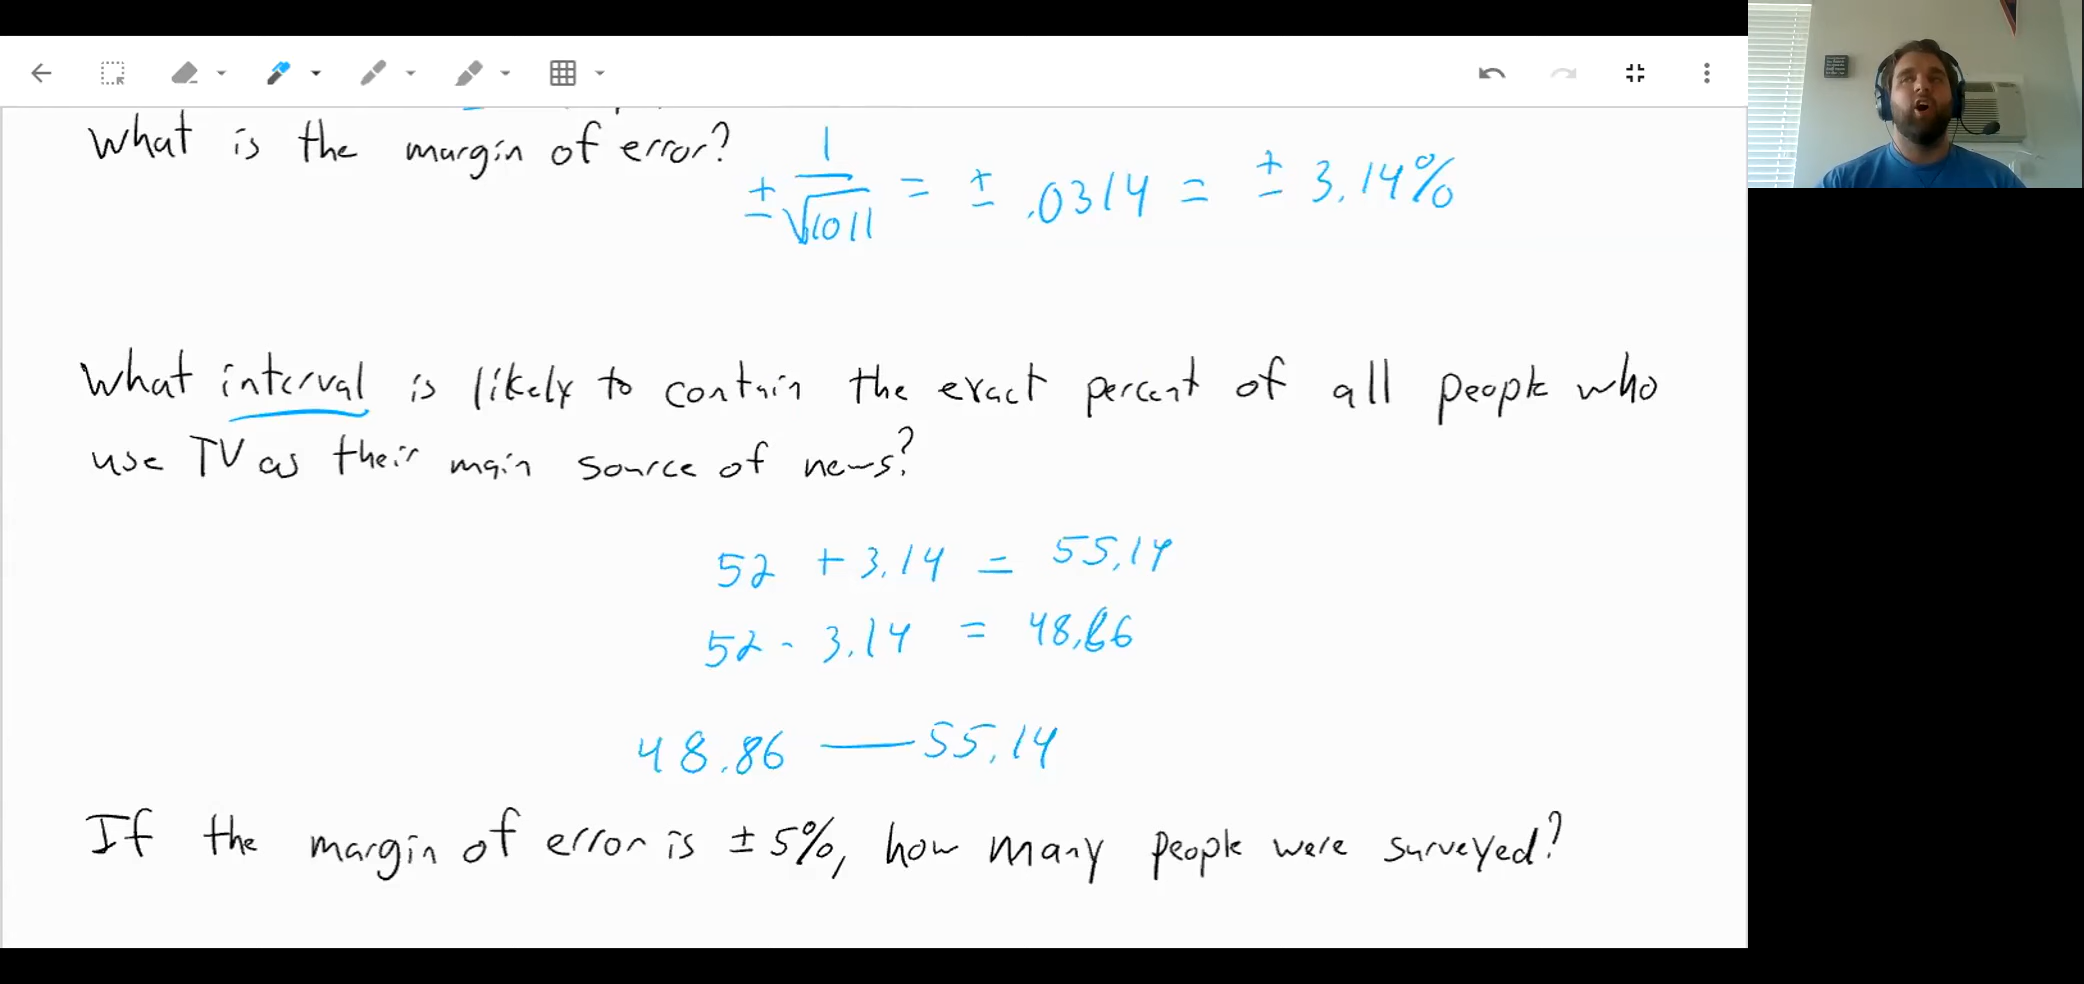 What is the margin of error?
± 1/√1011 = ± .0314 = ± 3.14%
What interval is likely to contain the exact percent of all people who
use TV as their main source of news?
52 + 3.14 = 55.14
52 - 3.14 = 48.86
48.86 — 55.14
If the margin of error is ± 5%, how many people were surveyed?